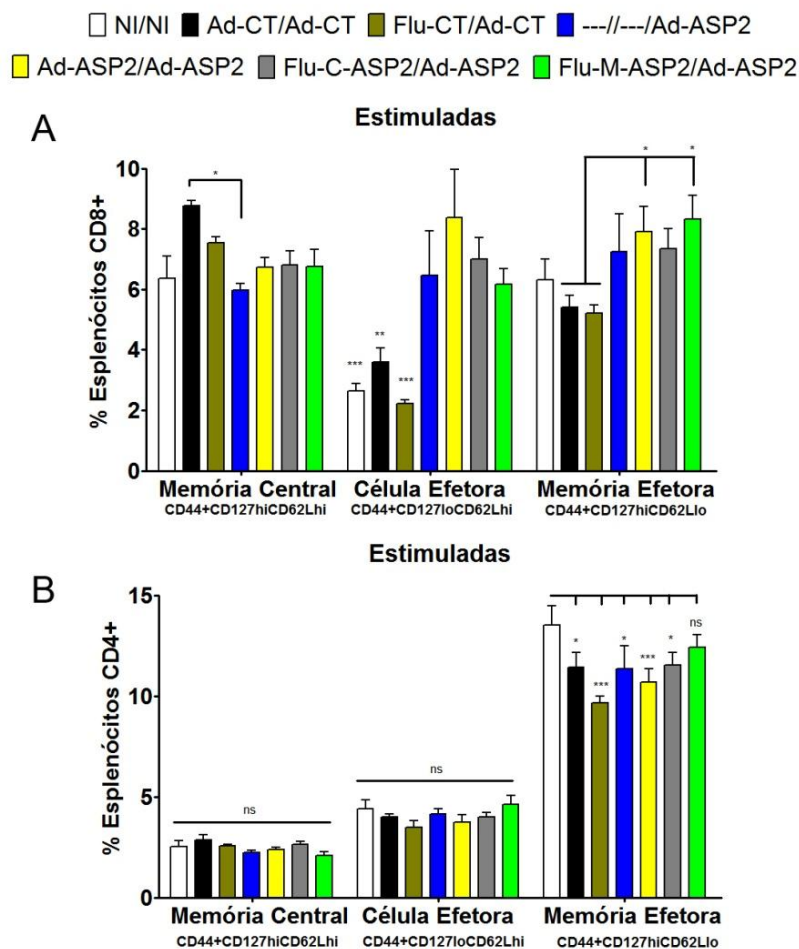 NI/NI Ad-CT/Ad-CT Flu-CT/Ad-CT ---//---/Ad-ASP2
Ad-ASP2/Ad-ASP2 Flu-C-ASP2/Ad-ASP2 Flu-M-ASP2/Ad-ASP2
A
Estimuladas
% Esplenócitos CD8+
10
8
6
4
2
0
*
***
**
***
*
*
Memória Central Célula Efetora Memória Efetora
CD44+CD127hiCD62Lhi CD44+CD127loCD62Lhi CD44+CD127hiCD62Llo
B
Estimuladas
% Esplenócitos CD4+
15
10
5
0
ns
ns
*
***
*
***
*
ns
Memória Central Célula Efetora Memória Efetora
CD44+CD127hiCD62Lhi CD44+CD127loCD62Lhi CD44+CD127hiCD62Llo